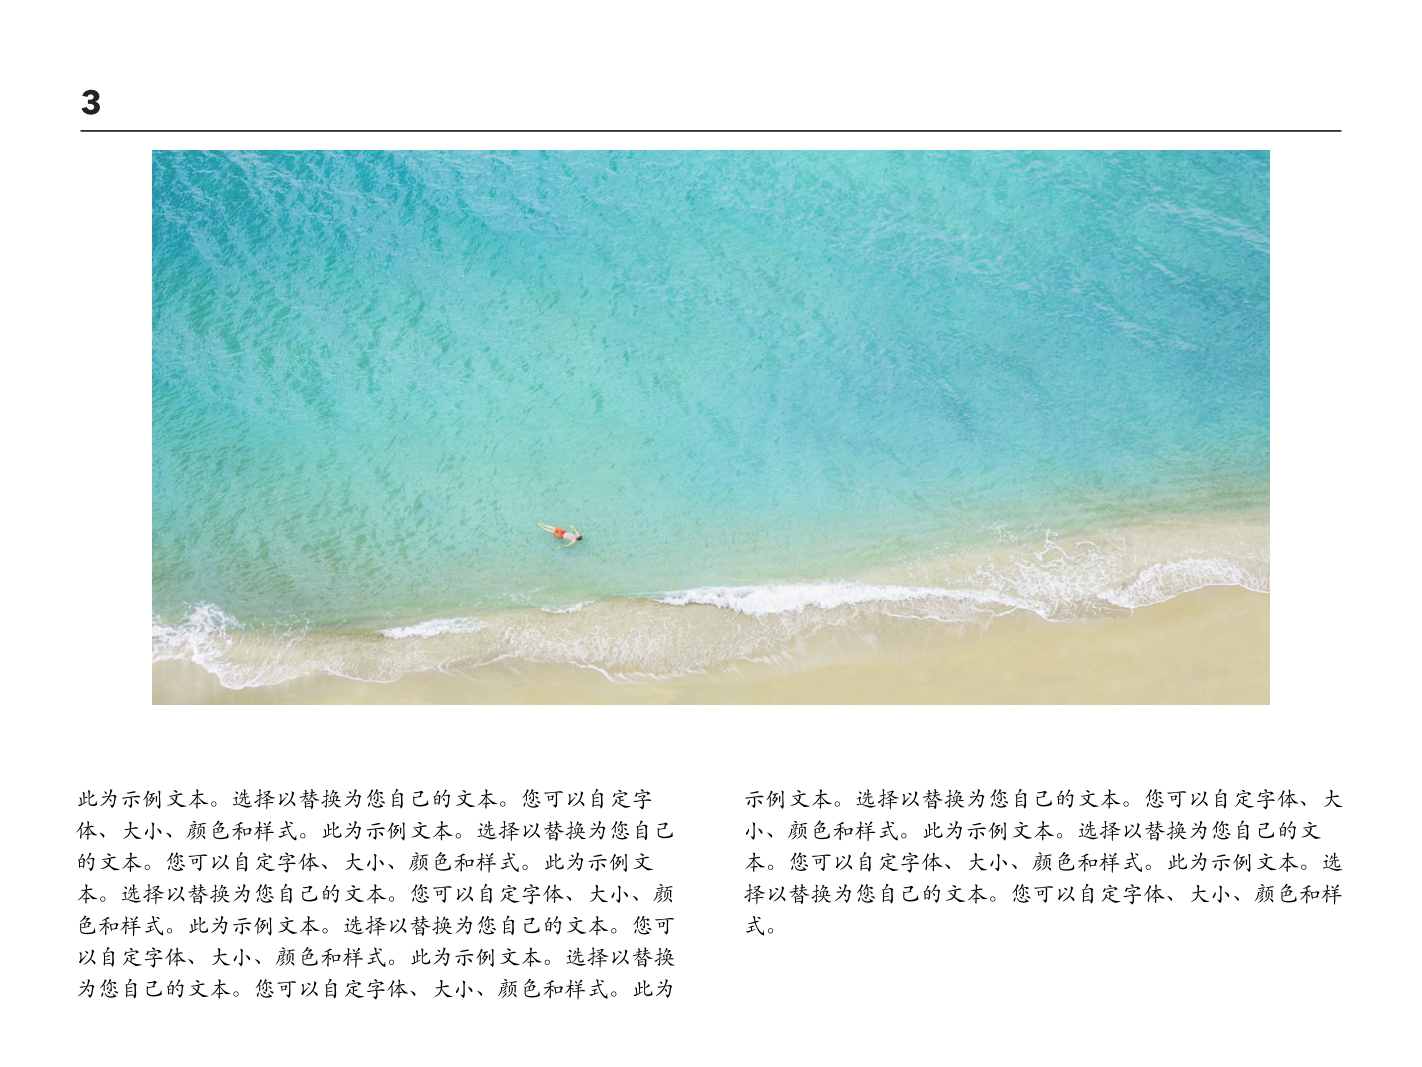 3
此为示例文本。选择以替换为您自己的文本。您可以自定字
体、大小、颜色和样式。此为示例文本。选择以替换为您自己
的文本。您可以自定字体、大小、颜色和样式。此为示例文
本。选择以替换为您自己的文本。您可以自定字体、大小、颜
色和样式。此为示例文本。选择以替换为您自己的文本。您可
以自定字体、大小、颜色和样式。此为示例文本。选择以替换
为您自己的文本。您可以自定字体、大小、颜色和样式。此为
示例文本。选择以替换为您自己的文本。您可以自定字体、大
小、颜色和样式。此为示例文本。选择以替换为您自己的文
本。您可以自定字体、大小、颜色和样式。此为示例文本。选
择以替换为您自己的文本。您可以自定字体、大小、颜色和样
式。